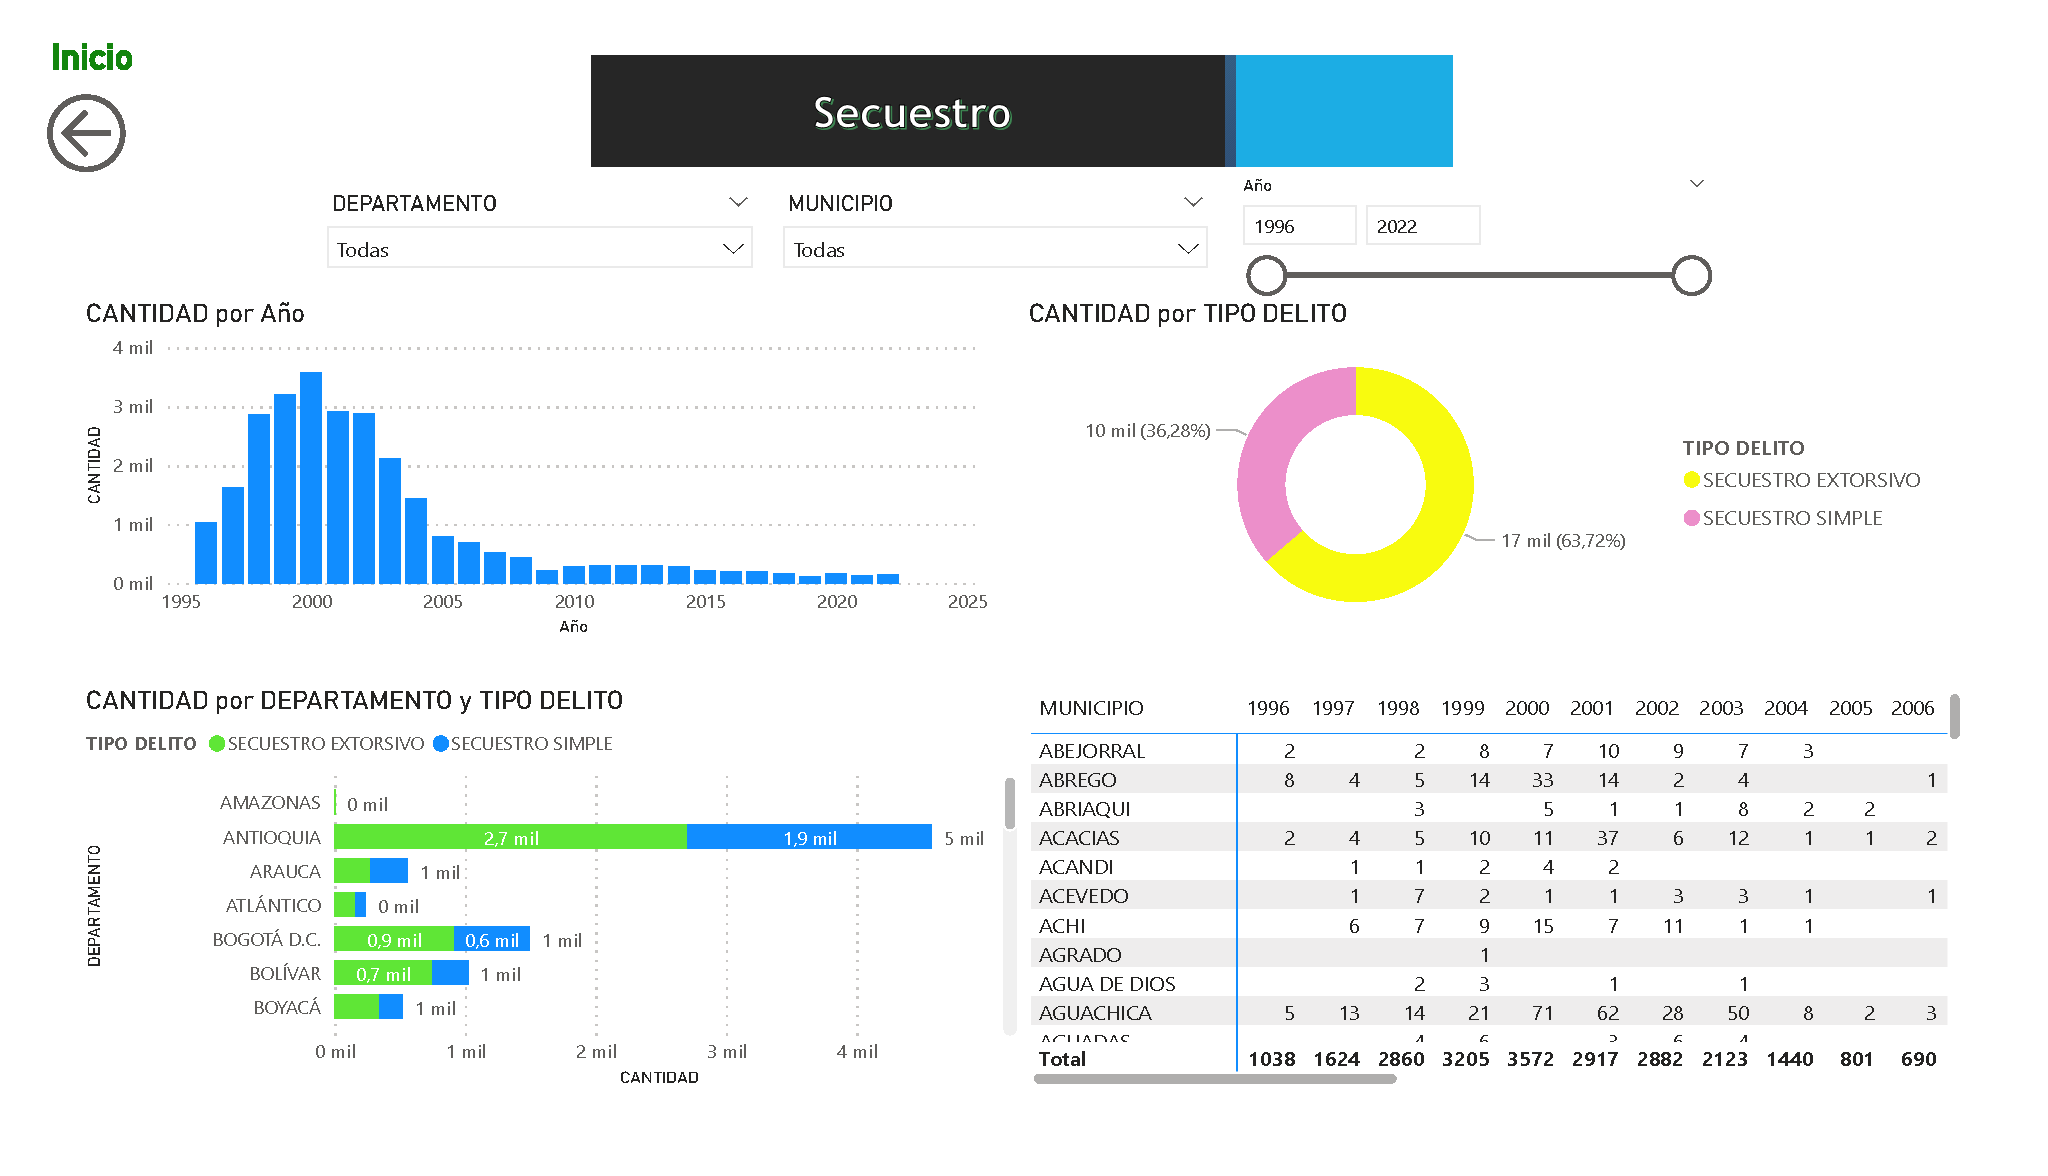 Inicio
Secuestro
DEPARTAMENTO
Todas
MUNICIPIO
Todas
Año
1996 2022
CANTIDAD por Año
4 mil
3 mil
2 mil
1 mil
0 mil
CANTIDAD
1995 2000 2005 2010 2015 2020 2025
Año
CANTIDAD por TIPO DELITO
10 mil (36,28%)
17 mil (63,72%)
TIPO DELITO
SECUESTRO EXTORSIVO
SECUESTRO SIMPLE
CANTIDAD por DEPARTAMENTO y TIPO DELITO
TIPO DELITO SECUESTRO EXTORSIVO SECUESTRO SIMPLE
DEPARTAMENTO
AMAZONAS 0 mil
ANTIOQUIA 2,7 mil 1,9 mil 5 mil
ARAUCA 1 mil
ATLÁNTICO 0 mil
BOGOTÁ D.C. 0,9 mil 0,6 mil 1 mil
BOLÍVAR 0,7 mil 1 mil
BOYACÁ 1 mil
0 mil 1 mil 2 mil 3 mil 4 mil
CANTIDAD
MUNICIPIO 1996 1997 1998 1999 2000 2001 2002 2003 2004 2005 2006
ABEJORRAL 2 2 8 7 10 9 7 3
ABREGO 8 4 5 14 33 14 2 4 1
ABRIAQUI 3 5 1 1 8 2 2
ACACIAS 2 4 5 10 11 37 6 12 1 1 2
ACANDI 1 1 2 4 2
ACEVEDO 1 7 2 1 1 3 3 1 1
ACHI 6 7 9 15 7 11 1 1
AGRADO 1
AGUA DE DIOS 2 3 1 1
AGUACHICA 5 13 14 21 71 62 28 50 8 2 3
AGUADAS 4 6 3 6 4
Total 1038 1624 2860 3205 3572 2917 2882 2123 1440 801 690